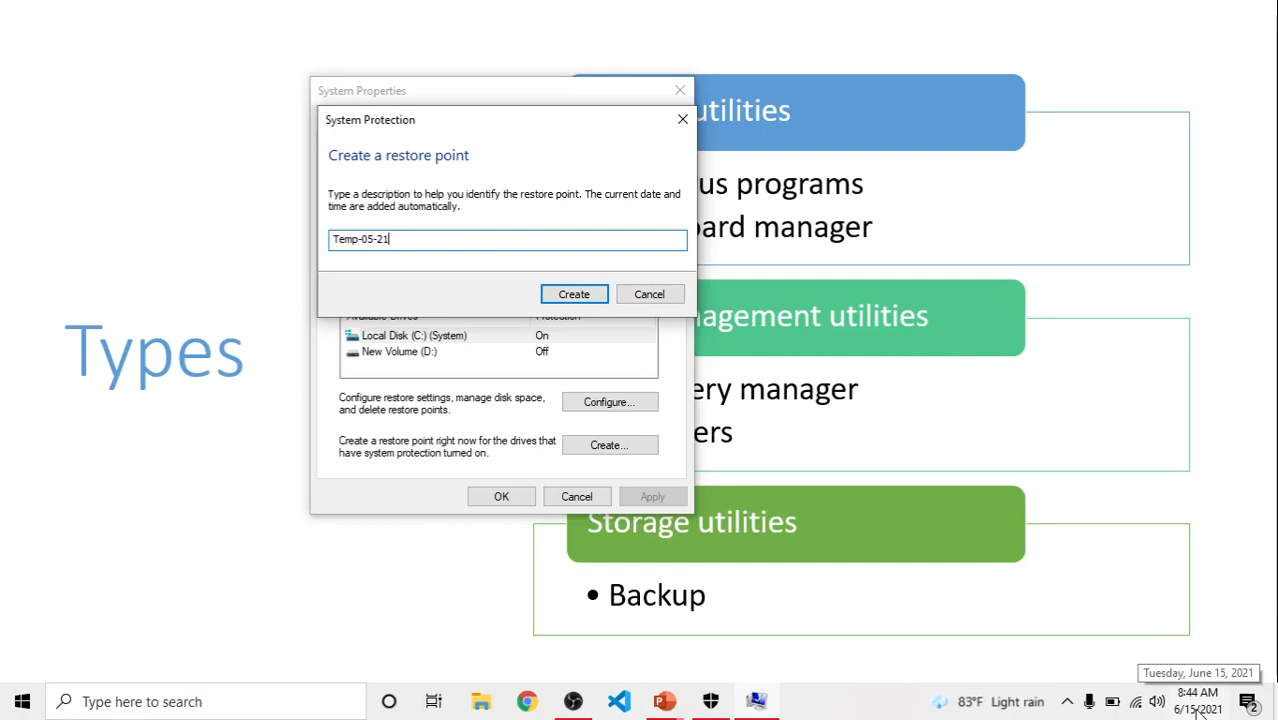 System Properties
System Protection
Create a restore point
Type a description to help you identify the restore point. The current date and
time are added automatically.
Temp-05-21
Create
Cancel
Local Disk (C:) (System)
On
New Volume (D:)
Off
Configure restore settings, manage disk space,
and delete restore points.
Configure...
Create a restore point right now for the drives that
have system protection turned on.
Create...
OK
Cancel
Apply
Types
utilities
us programs
ard manager
agement utilities
ery manager
ers
Storage utilities
• Backup
Tuesday, June 15, 2021
Type here to search
83°F Light rain
8:44 AM
6/15/2021
2